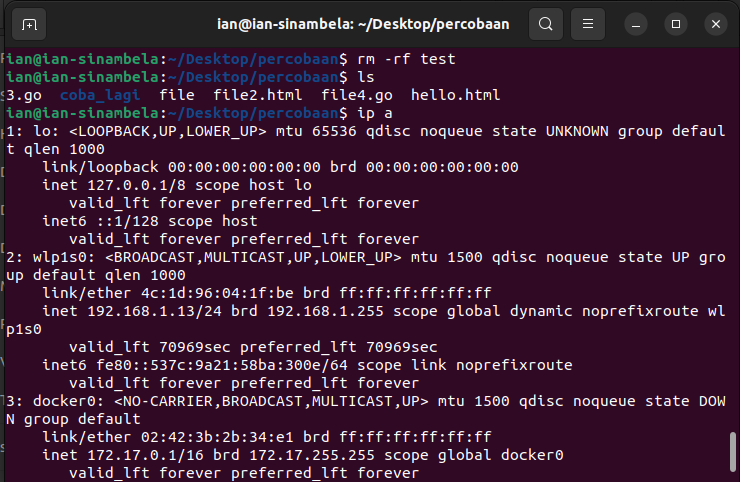 ian@ian-sinambela: ~/Desktop/percobaan
ian@ian-sinambela:~/Desktop/percobaan$ rm -rf test
ian@ian-sinambela:~/Desktop/percobaan$ ls
3.go  coba_lagi  file  file2.html  file4.go  hello.html
ian@ian-sinambela:~/Desktop/percobaan$ ip a
1: lo: <LOOPBACK,UP,LOWER_UP> mtu 65536 qdisc noqueue state UNKNOWN group defaul
t qlen 1000
    link/loopback 00:00:00:00:00:00 brd 00:00:00:00:00:00
    inet 127.0.0.1/8 scope host lo
       valid_lft forever preferred_lft forever
    inet6 ::1/128 scope host
       valid_lft forever preferred_lft forever
2: wlp1s0: <BROADCAST,MULTICAST,UP,LOWER_UP> mtu 1500 qdisc noqueue state UP gro
up default qlen 1000
    link/ether 4c:1d:96:04:1f:be brd ff:ff:ff:ff:ff:ff
    inet 192.168.1.13/24 brd 192.168.1.255 scope global dynamic noprefixroute wl
p1s0
       valid_lft 70969sec preferred_lft 70969sec
    inet6 fe80::537c:9a21:58ba:300e/64 scope link noprefixroute
       valid_lft forever preferred_lft forever
3: docker0: <NO-CARRIER,BROADCAST,MULTICAST,UP> mtu 1500 qdisc noqueue state DOW
N group default
    link/ether 02:42:3b:2b:34:e1 brd ff:ff:ff:ff:ff:ff
    inet 172.17.0.1/16 brd 172.17.255.255 scope global docker0
       valid_lft forever preferred_lft forever